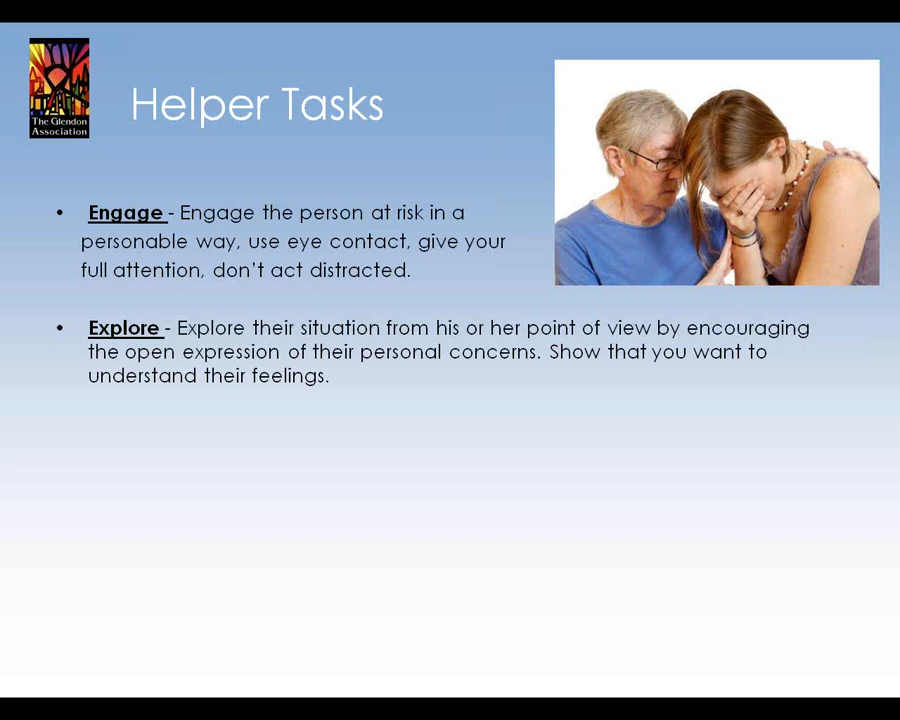 The Glendon
Association
Helper Tasks
• Engage - Engage the person at risk in a
personable way, use eye contact, give your
full attention, don't act distracted.
• Explore - Explore their situation from his or her point of view by encouraging
the open expression of their personal concerns. Show that you want to
understand their feelings.